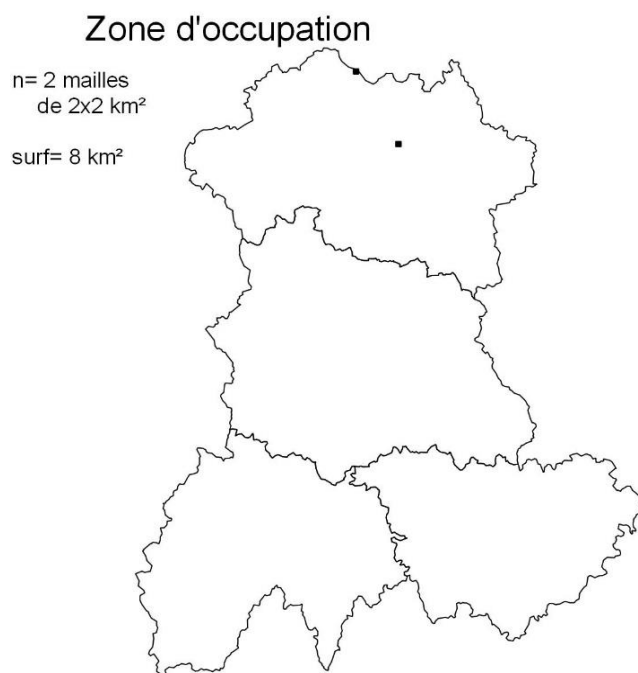 Zone d'occupation
n= 2 mailles
de 2x2 km²
surf= 8 km²